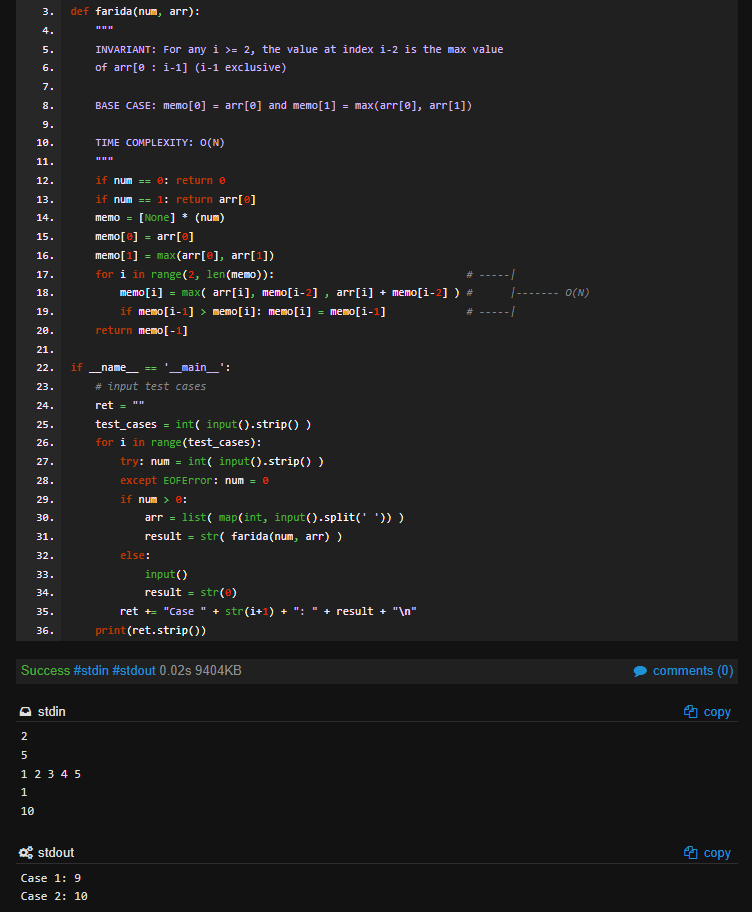 3. def farida(num, arr):
4.     """
5.     INVARIANT: For any i >= 2, the value at index i-2 is the max value
6.     of arr[0 : i-1] (i-1 exclusive)
7.
8.     BASE CASE: memo[0] = arr[0] and memo[1] = max(arr[0], arr[1])
9.
10.     TIME COMPLEXITY: O(N)
11.     """
12.     if num == 0: return 0
13.     if num == 1: return arr[0]
14.     memo = [None] * (num)
15.     memo[0] = arr[0]
16.     memo[1] = max(arr[0], arr[1])
17.     for i in range(2, len(memo)):                               # -----|
18.         memo[i] = max( arr[i], memo[i-2] , arr[i] + memo[i-2] ) #      |------- O(N)
19.         if memo[i-1] > memo[i]: memo[i] = memo[i-1]             # -----|
20.     return memo[-1]
21.
22. if __name__ == '__main__':
23.     # input test cases
24.     ret = ""
25.     test_cases = int( input().strip() )
26.     for i in range(test_cases):
27.         try: num = int( input().strip() )
28.         except EOFError: num = 0
29.         if num > 0:
30.             arr = list( map(int, input().split(' ')) )
31.             result = str( farida(num, arr) )
32.         else:
33.             input()
34.             result = str(0)
35.         ret += "Case " + str(i+1) + ": " + result + "\n"
36.     print(ret.strip())
Success #stdin #stdout 0.02s 9404KB comments (0)
stdin copy
2
5
1 2 3 4 5
1
10
stdout copy
Case 1: 9
Case 2: 10